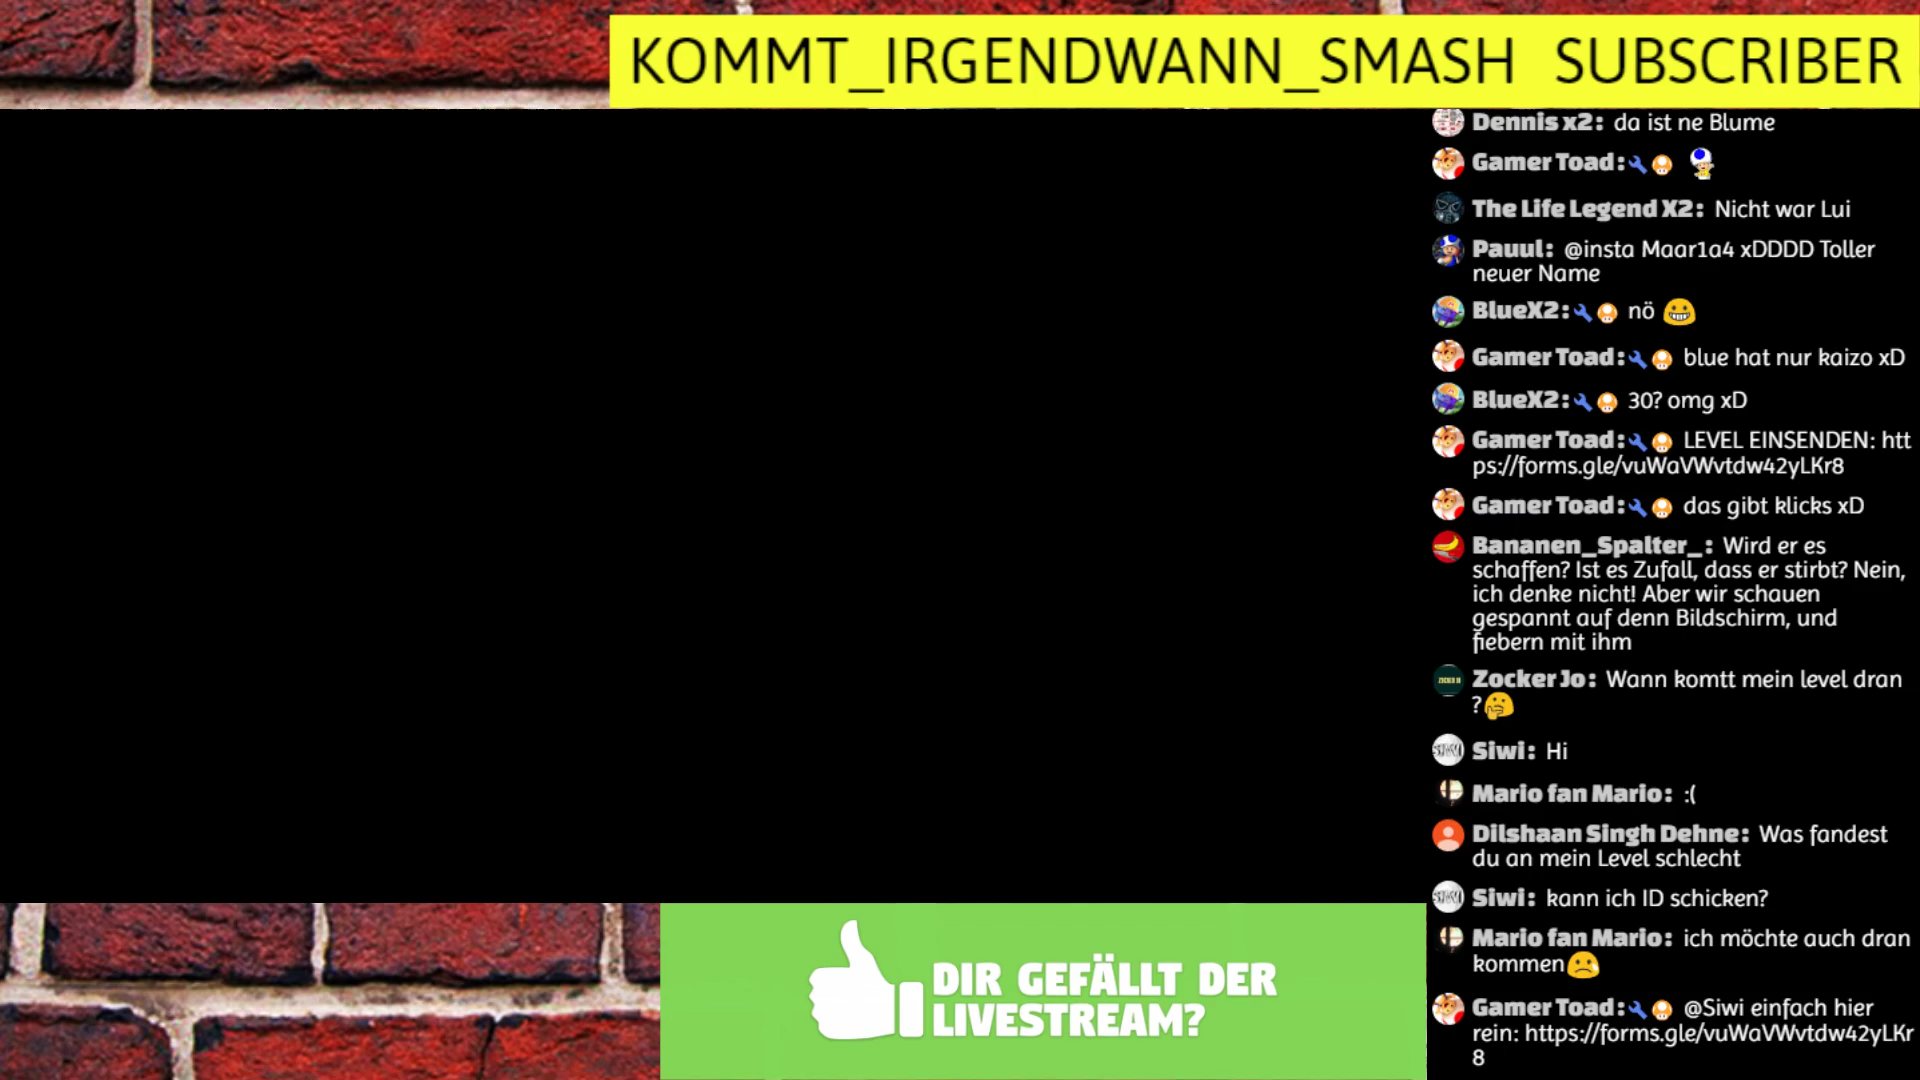 KOMMT_IRGENDWANN_SMASH SUBSCRIBER
Dennis x2: da ist ne Blume
Gamer Toad:
The Life Legend X2: Nicht war Lui
Pauul: @insta Maar1a4 xDDDD Toller
neuer Name
BlueX2: nö
Gamer Toad: blue hat nur kaizo xD
BlueX2: 30? omg xD
Gamer Toad: LEVEL EINSENDEN: htt
ps://forms.gle/vuWaVWvtdw42yLKr8
Gamer Toad: das gibt klicks xD
Bananen_Spalter_: Wird er es
schaffen? Ist es Zufall, dass er stirbt? Nein,
ich denke nicht! Aber wir schauen
gespannt auf denn Bildschirm, und
fiebern mit ihm
Zocker Jo: Wann komtt mein level dran
?
Siwi: Hi
Mario fan Mario: :(
Dilshaan Singh Dehne: Was fandest
du an mein Level schlecht
Siwi: kann ich ID schicken?
Mario fan Mario: ich möchte auch dran
kommen
Gamer Toad: @Siwi einfach hier
rein: https://forms.gle/vuWaVWvtdw42yLKr
8
DIR GEFÄLLT DER
LIVESTREAM?